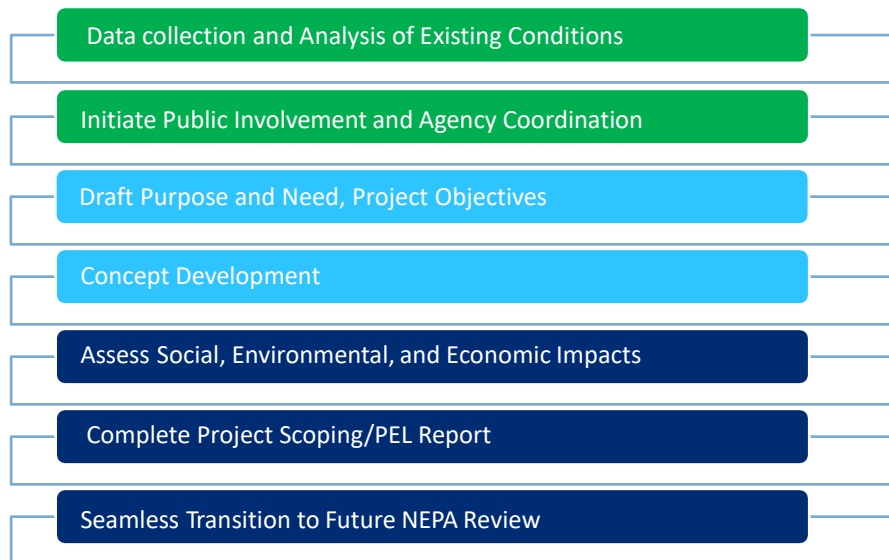 Data collection and Analysis of Existing Conditions
Initiate Public Involvement and Agency Coordination
Draft Purpose and Need, Project Objectives
Concept Development
Assess Social, Environmental, and Economic Impacts
Complete Project Scoping/PEL Report
Seamless Transition to Future NEPA Review